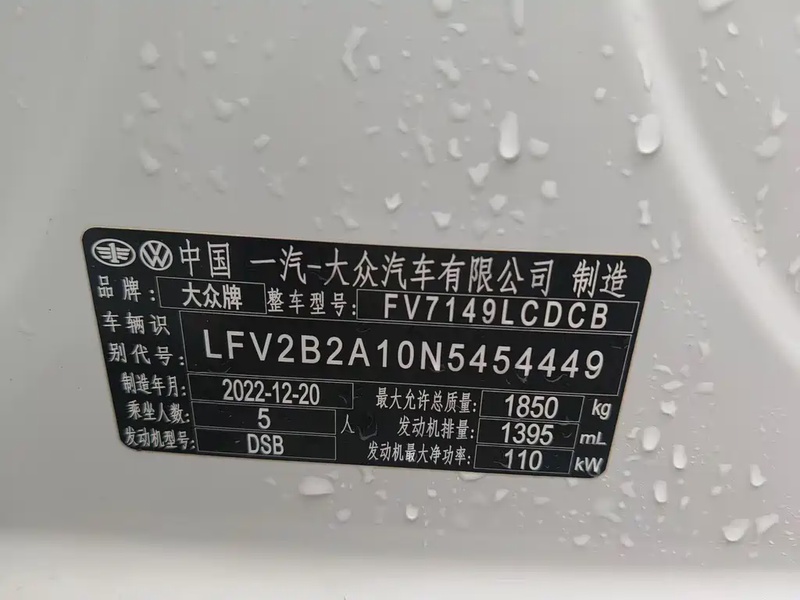 中国 一汽-大众汽车有限公司 制造
品牌: 大众牌 整车型号: FV7149LCDCB
车辆识别代号: LFV2B2A10N5454449
制造年月: 2022-12-20 最大允许总质量: 1850 kg
乘坐人数: 5 人 发动机排量: 1395 mL
发动机型号: DSB 发动机最大净功率: 110 kW